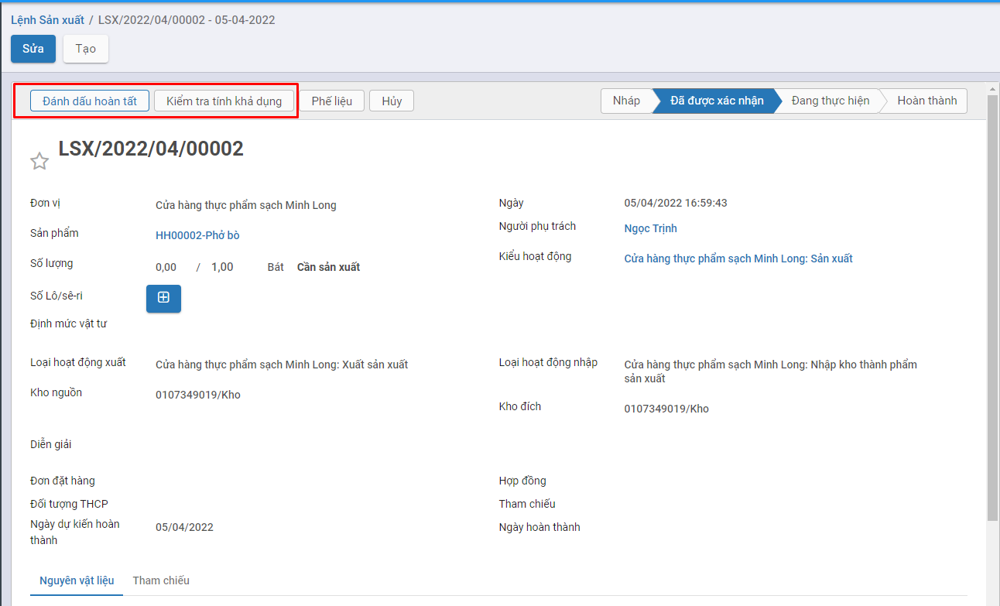 Lệnh Sản xuất / LSX/2022/04/00002 - 05-04-2022
Sửa Tạo
Đánh dấu hoàn tất Kiểm tra tính khả dụng Phế liệu Hủy Nháp Đã được xác nhận Đang thực hiện Hoàn thành
LSX/2022/04/00002
Đơn vị Cửa hàng thực phẩm sạch Minh Long
Ngày 05/04/2022 16:59:43
Sản phẩm HH00002-Phở bò
Người phụ trách Ngọc Trịnh
Số lượng 0,00 / 1,00 Bát Cần sản xuất
Kiểu hoạt động Cửa hàng thực phẩm sạch Minh Long: Sản xuất
Số Lô/sê-ri
Định mức vật tư
Loại hoạt động xuất Cửa hàng thực phẩm sạch Minh Long: Xuất sản xuất
Loại hoạt động nhập Cửa hàng thực phẩm sạch Minh Long: Nhập kho thành phẩm
sản xuất
Kho nguồn 0107349019/Kho
Kho đích 0107349019/Kho
Diễn giải
Đơn đặt hàng Hợp đồng
Đối tượng THCP Tham chiếu
Ngày dự kiến hoàn
thành 05/04/2022
Ngày hoàn thành
Nguyên vật liệu Tham chiếu